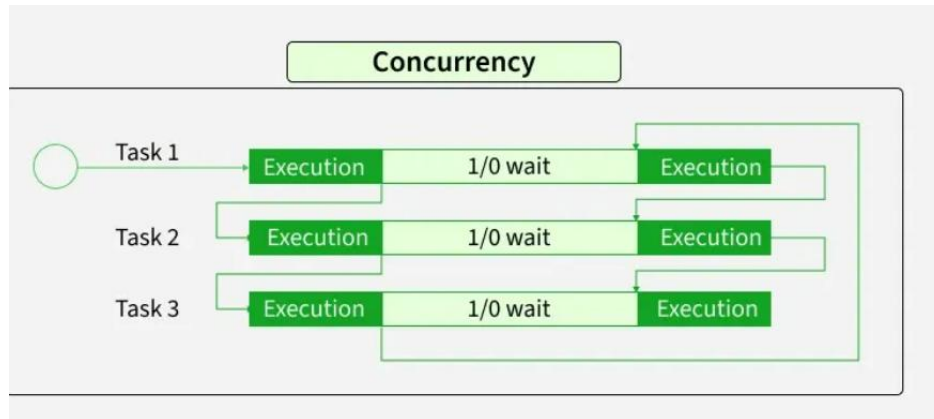 Concurrency
Task 1
Execution
1/0 wait
Execution
Task 2
Execution
1/0 wait
Execution
Task 3
Execution
1/0 wait
Execution